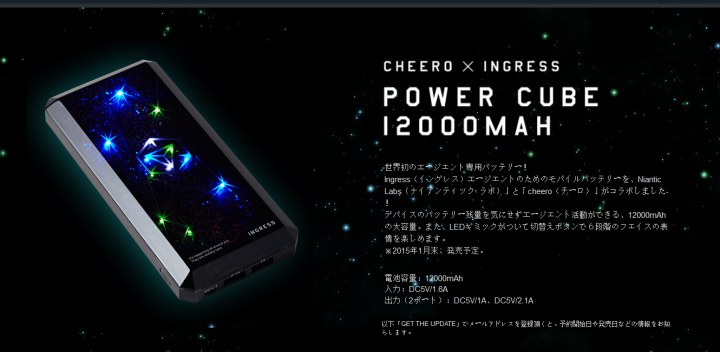 CHEERO × INGRESS
POWER CUBE
12000MAH
世界初のエージェント専用バッテリー!
Ingress(イングレス)エージェントのためのモバイルバッテリーを、Niantic
Labs(ナイアンティック・ラボ)」と「cheero(チーロ)」がコラボしました
!
デバイスのバッテリー残量を気にせずエージェント活動ができる、12000mAh
の大容量。また、LEDギミックがついて切替えボタンで6段階のフェイスの表
情を楽しめます。
※2015年1月末、発売予定。
電池容量:12000mAh
入力:DC5V/1.6A
出力(2ポート):DC5V/1A、DC5V/2.1A
以下「GET THE UPDATE」でメールアドレスを登録頂くと、予約開始日や発売日などの情報をお知
らします。
INGRESS